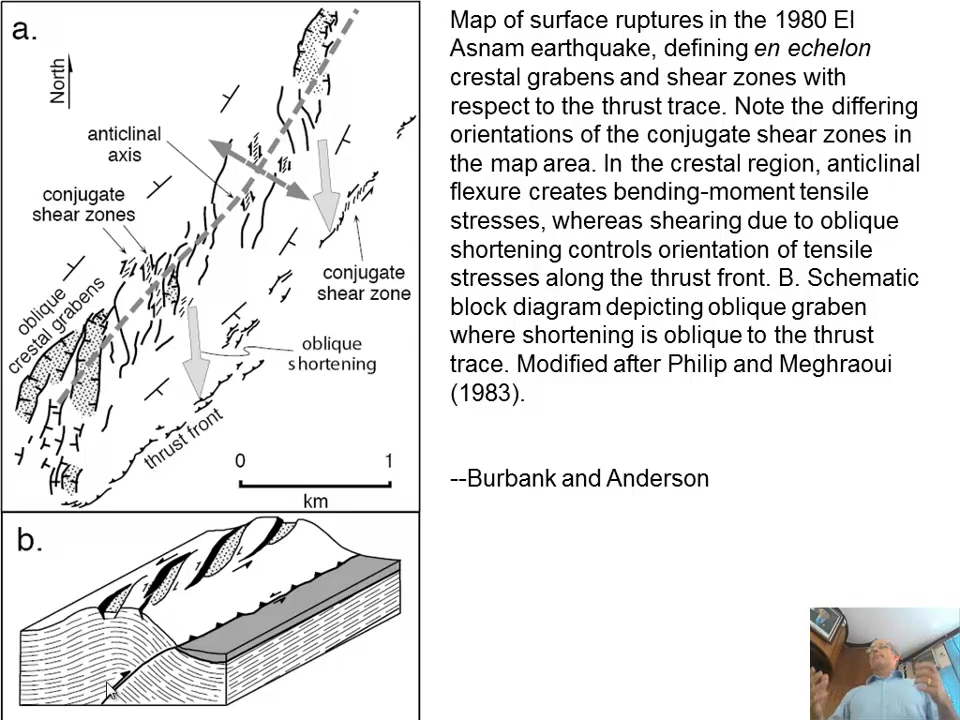 a.
North
anticlinal
axis
conjugate
shear zones
oblique
crestal grabens
conjugate
shear zone
oblique
shortening
thrust front
0 1
km
b.
Map of surface ruptures in the 1980 El
Asnam earthquake, defining en echelon
crestal grabens and shear zones with
respect to the thrust trace. Note the differing
orientations of the conjugate shear zones in
the map area. In the crestal region, anticlinal
flexure creates bending-moment tensile
stresses, whereas shearing due to oblique
shortening controls orientation of tensile
stresses along the thrust front. B. Schematic
block diagram depicting oblique graben
where shortening is oblique to the thrust
trace. Modified after Philip and Meghraoui
(1983).
--Burbank and Anderson